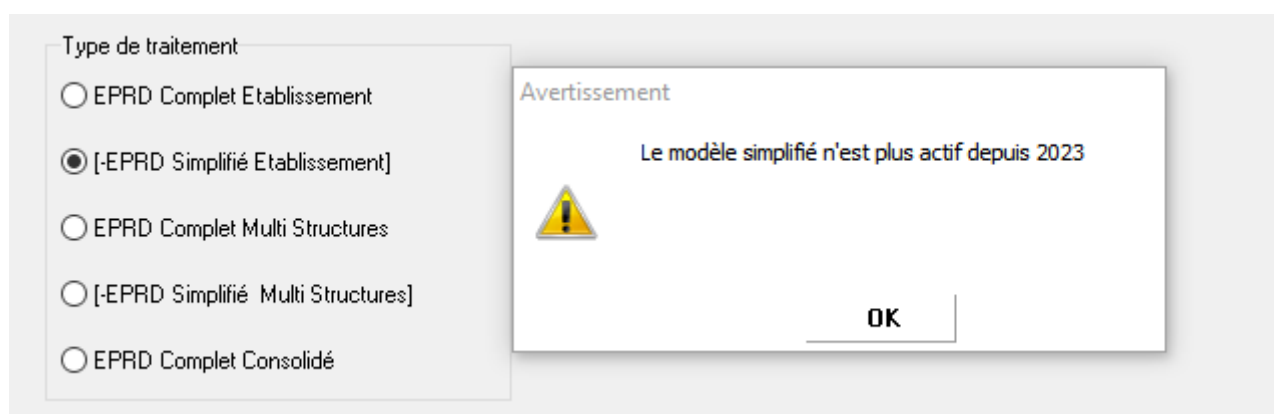 Type de traitement
EPRD Complet Etablissement
[-EPRD Simplifié Etablissement]
EPRD Complet Multi Structures
[-EPRD Simplifié  Multi Structures]
EPRD Complet Consolidé
Avertissement
Le modèle simplifié n'est plus actif depuis 2023
OK